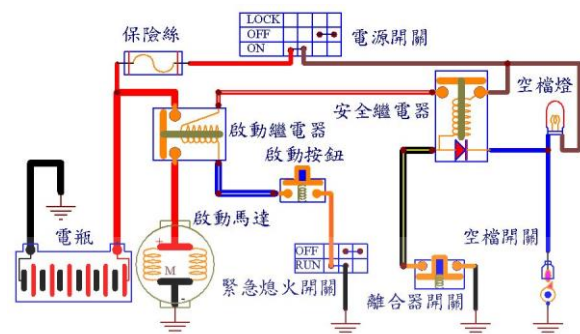 LOCK
OFF
ON
電源開關
保險絲
安全繼電器
空檔燈
啟動繼電器
啟動按鈕
電瓶
啟動馬達
+
M
OFF
RUN
緊急熄火開關
離合器開關
空檔開關